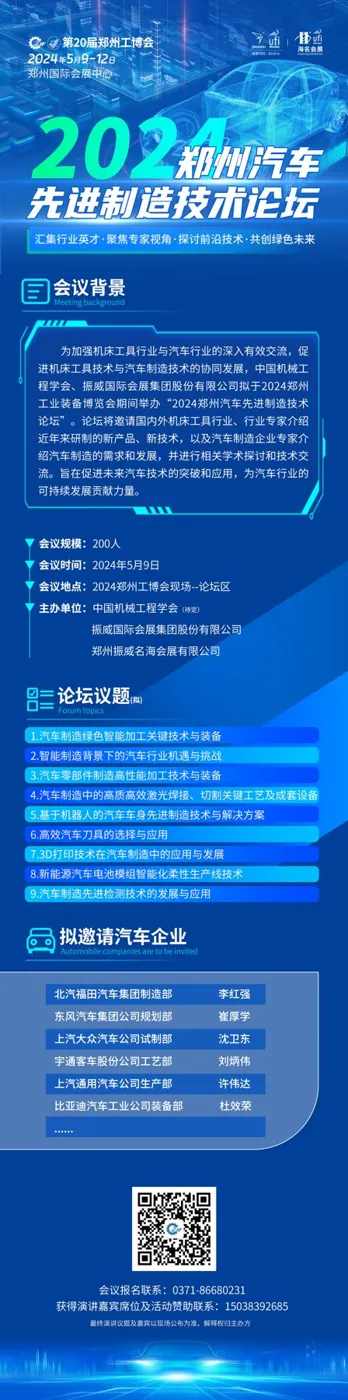 第20届郑州工博会
2024年5月9-12日
郑州国际会展中心
ufi
海名会展
ufi
2024郑州汽车
先进制造技术论坛
汇集行业英才·聚焦专家视角·探讨前沿技术·共创绿色未来
会议背景
Meeting background
为加强机床工具行业与汽车行业的深入有效交流，促
进机床工具技术与汽车制造技术的协同发展，中国机械工
程学会、振威国际会展集团股份有限公司拟于2024郑州
工业装备博览会期间举办“2024郑州汽车先进制造技术
论坛”。论坛将邀请国内外机床工具行业、行业专家介绍
近年来研制的新产品、新技术，以及汽车制造企业专家介
绍汽车制造的需求和发展，并进行相关学术探讨和技术交
流。旨在促进未来汽车技术的突破和应用，为汽车行业的
可持续发展贡献力量。
会议规模：200人
会议时间：2024年5月9日
会议地点：2024郑州工博会现场--论坛区
主办单位：中国机械工程学会（待定）
振威国际会展集团股份有限公司
郑州振威名海会展有限公司
论坛议题(拟)
Forum topics
1.汽车制造绿色智能加工关键技术与装备
2.智能制造背景下的汽车行业机遇与挑战
3.汽车零部件制造高性能加工技术与装备
4.汽车制造中的高质高效激光焊接、切割关键工艺及成套设备
5.基于机器人的汽车车身先进制造技术与解决方案
6.高效汽车刀具的选择与应用
7.3D打印技术在汽车制造中的应用与发展
8.新能源汽车电池模组智能化柔性生产线技术
9.汽车制造先进检测技术的发展与应用
拟邀请汽车企业
Automobile companies are to be invited
北汽福田汽车集团制造部 李红强
东风汽车集团公司规划部 崔厚学
上汽大众汽车公司试制部 沈卫东
宇通客车股份公司工艺部 刘炳伟
上汽通用汽车公司生产部 许伟达
比亚迪汽车工业公司装备部 杜效荣
......
会议报名联系：0371-86680231
获得演讲嘉宾席位及活动赞助联系：15038392685
最终演讲议题及嘉宾以现场公布为准，解释权归主办方